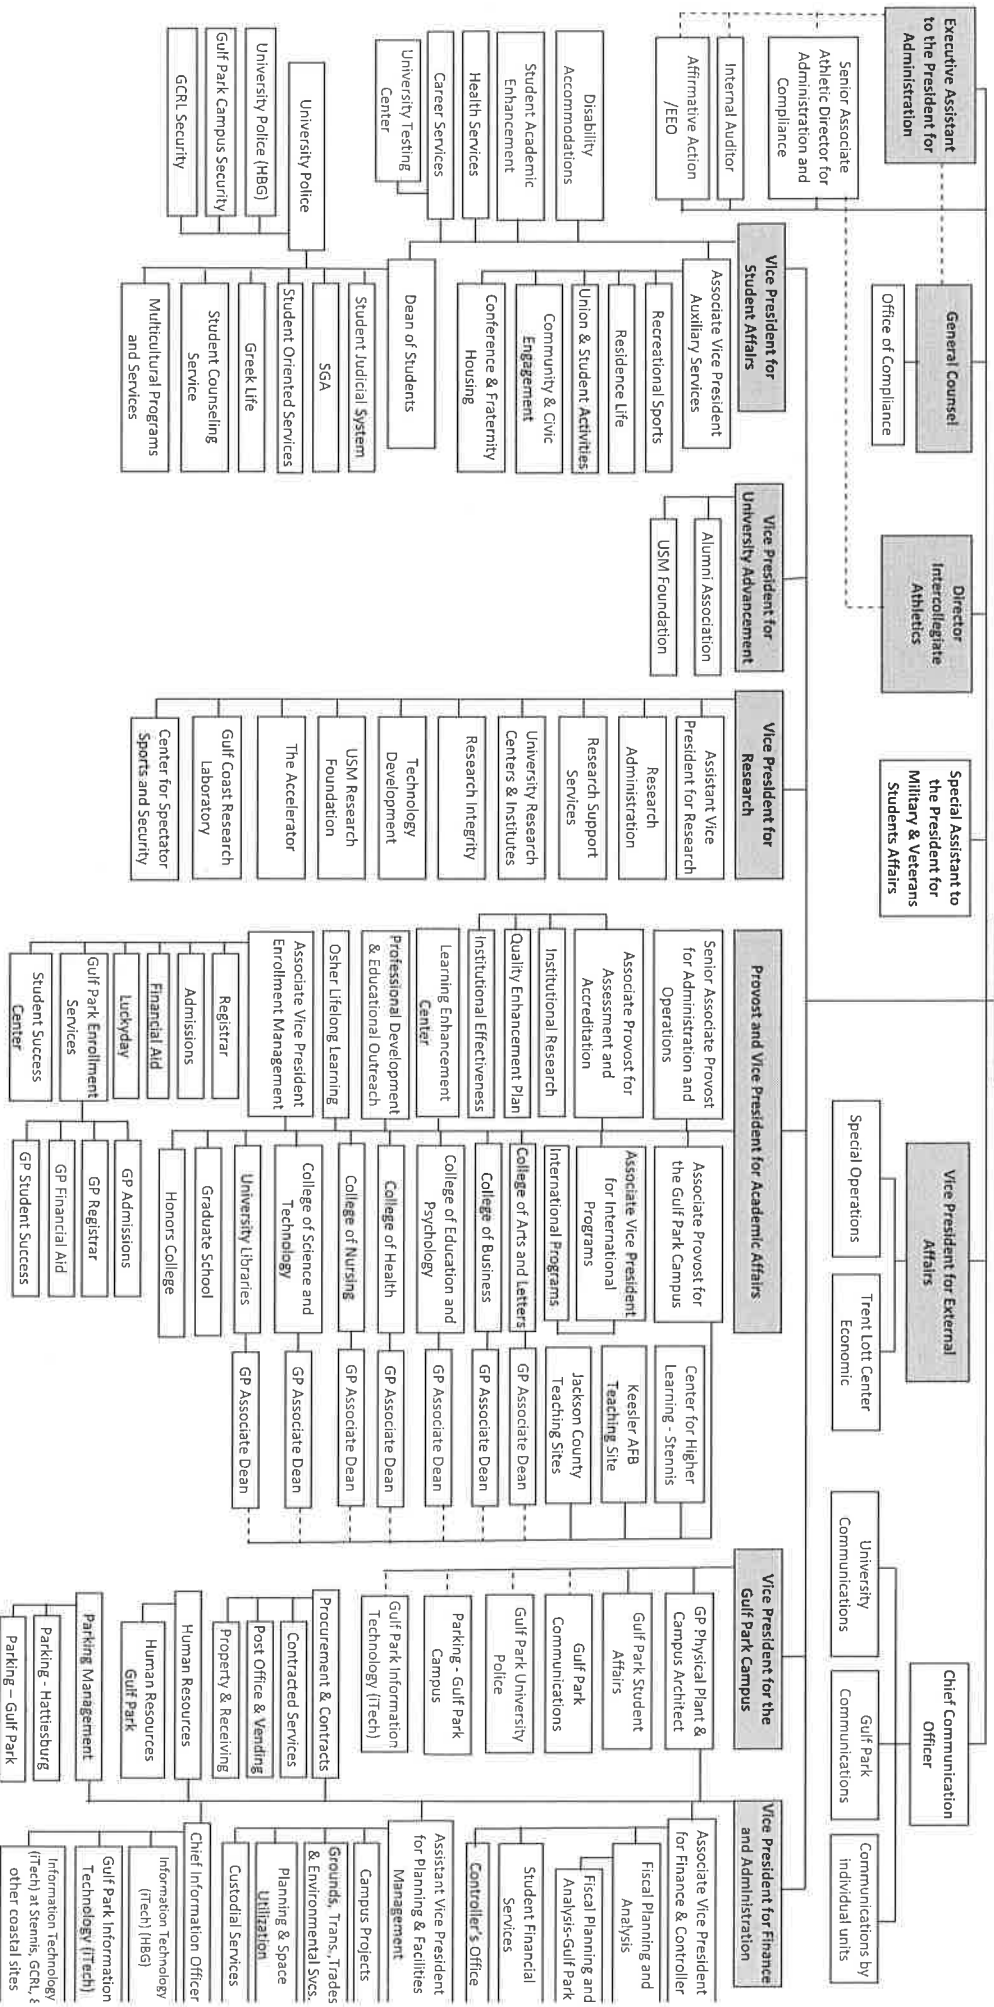 Executive Assistant
to the President for
Administration
Senior Associate
Athletic Director for
Administration and
Compliance
Internal Auditor
Affirmative Action
/EEO
General Counsel
Office of Compliance
Director
Intercollegiate
Athletics
Special Assistant to
the President for
Military & Veterans
Students Affairs
Vice President for External
Affairs
Special Operations
Trent Lott Center
Economic
Chief Communication
Officer
University
Communications
Gulf Park
Communications
Communications by
individual units
Vice President for
Student Affairs
Associate Vice President
Auxiliary Services
Recreational Sports
Residence Life
Union & Student Activities
Community & Civic
Engagement
Conference & Fraternity
Housing
Disability
Accommodations
Student Academic
Enhancement
Health Services
Career Services
University Testing
Center
Dean of Students
Student Judicial System
SGA
Student Oriented Services
Greek Life
Student Counseling
Service
Multicultural Programs
and Services
University Police
University Police (HBG)
Gulf Park Campus Security
GCRL Security
Vice President for
University Advancement
Alumni Association
USM Foundation
Vice President for
Research
Assistant Vice
President for Research
Research
Administration
Research Support
Services
University Research
Centers & Institutes
Research Integrity
Technology
Development
USM Research
Foundation
The Accelerator
Gulf Coast Research
Laboratory
Center for Spectator
Sports and Security
Provost and Vice President for Academic Affairs
Senior Associate Provost
for Administration and
Operations
Associate Provost for
Assessment and
Accreditation
Institutional Research
Quality Enhancement Plan
Institutional Effectiveness
Learning Enhancement
Center
Professional Development
& Educational Outreach
Osher Lifelong Learning
Associate Vice President
Enrollment Management
Registrar
Admissions
Financial Aid
Luckyday
Gulf Park Enrollment
Services
Student Success
Center
GP Admissions
GP Registrar
GP Financial Aid
GP Student Success
Associate Provost for
the Gulf Park Campus
Associate Vice President
for International
Programs
International Programs
College of Arts and Letters
College of Business
College of Education and
Psychology
College of Health
College of Nursing
College of Science and
Technology
University Libraries
Graduate School
Honors College
Center for Higher
Learning - Stennis
Keesler AFB
Teaching Site
Jackson County
Teaching Sites
GP Associate Dean
GP Associate Dean
GP Associate Dean
GP Associate Dean
GP Associate Dean
GP Associate Dean
GP Associate Dean
Vice President for the
Gulf Park Campus
GP Physical Plant &
Campus Architect
Gulf Park Student
Affairs
Gulf Park
Communications
Gulf Park University
Police
Parking - Gulf Park
Campus
Gulf Park Information
Technology (iTech)
Vice President for Finance
and Administration
Associate Vice President
for Finance & Controller
Fiscal Planning and
Analysis
Fiscal Planning and
Analysis-Gulf Park
Student Financial
Services
Controller's Office
Assistant Vice President
for Planning & Facilities
Management
Campus Projects
Grounds, Trans., Trades
& Environmental Svcs.
Planning & Space
Utilization
Custodial Services
Procurement & Contracts
Contracted Services
Post Office & Vending
Property & Receiving
Human Resources
Human Resources
Gulf Park
Parking Management
Parking - Hattiesburg
Parking – Gulf Park
Chief Information Officer
Information Technology
(iTech) (HBG)
Gulf Park Information
Technology (iTech)
Information Technology
(iTech) at Stennis, GCRL, &
other coastal sites